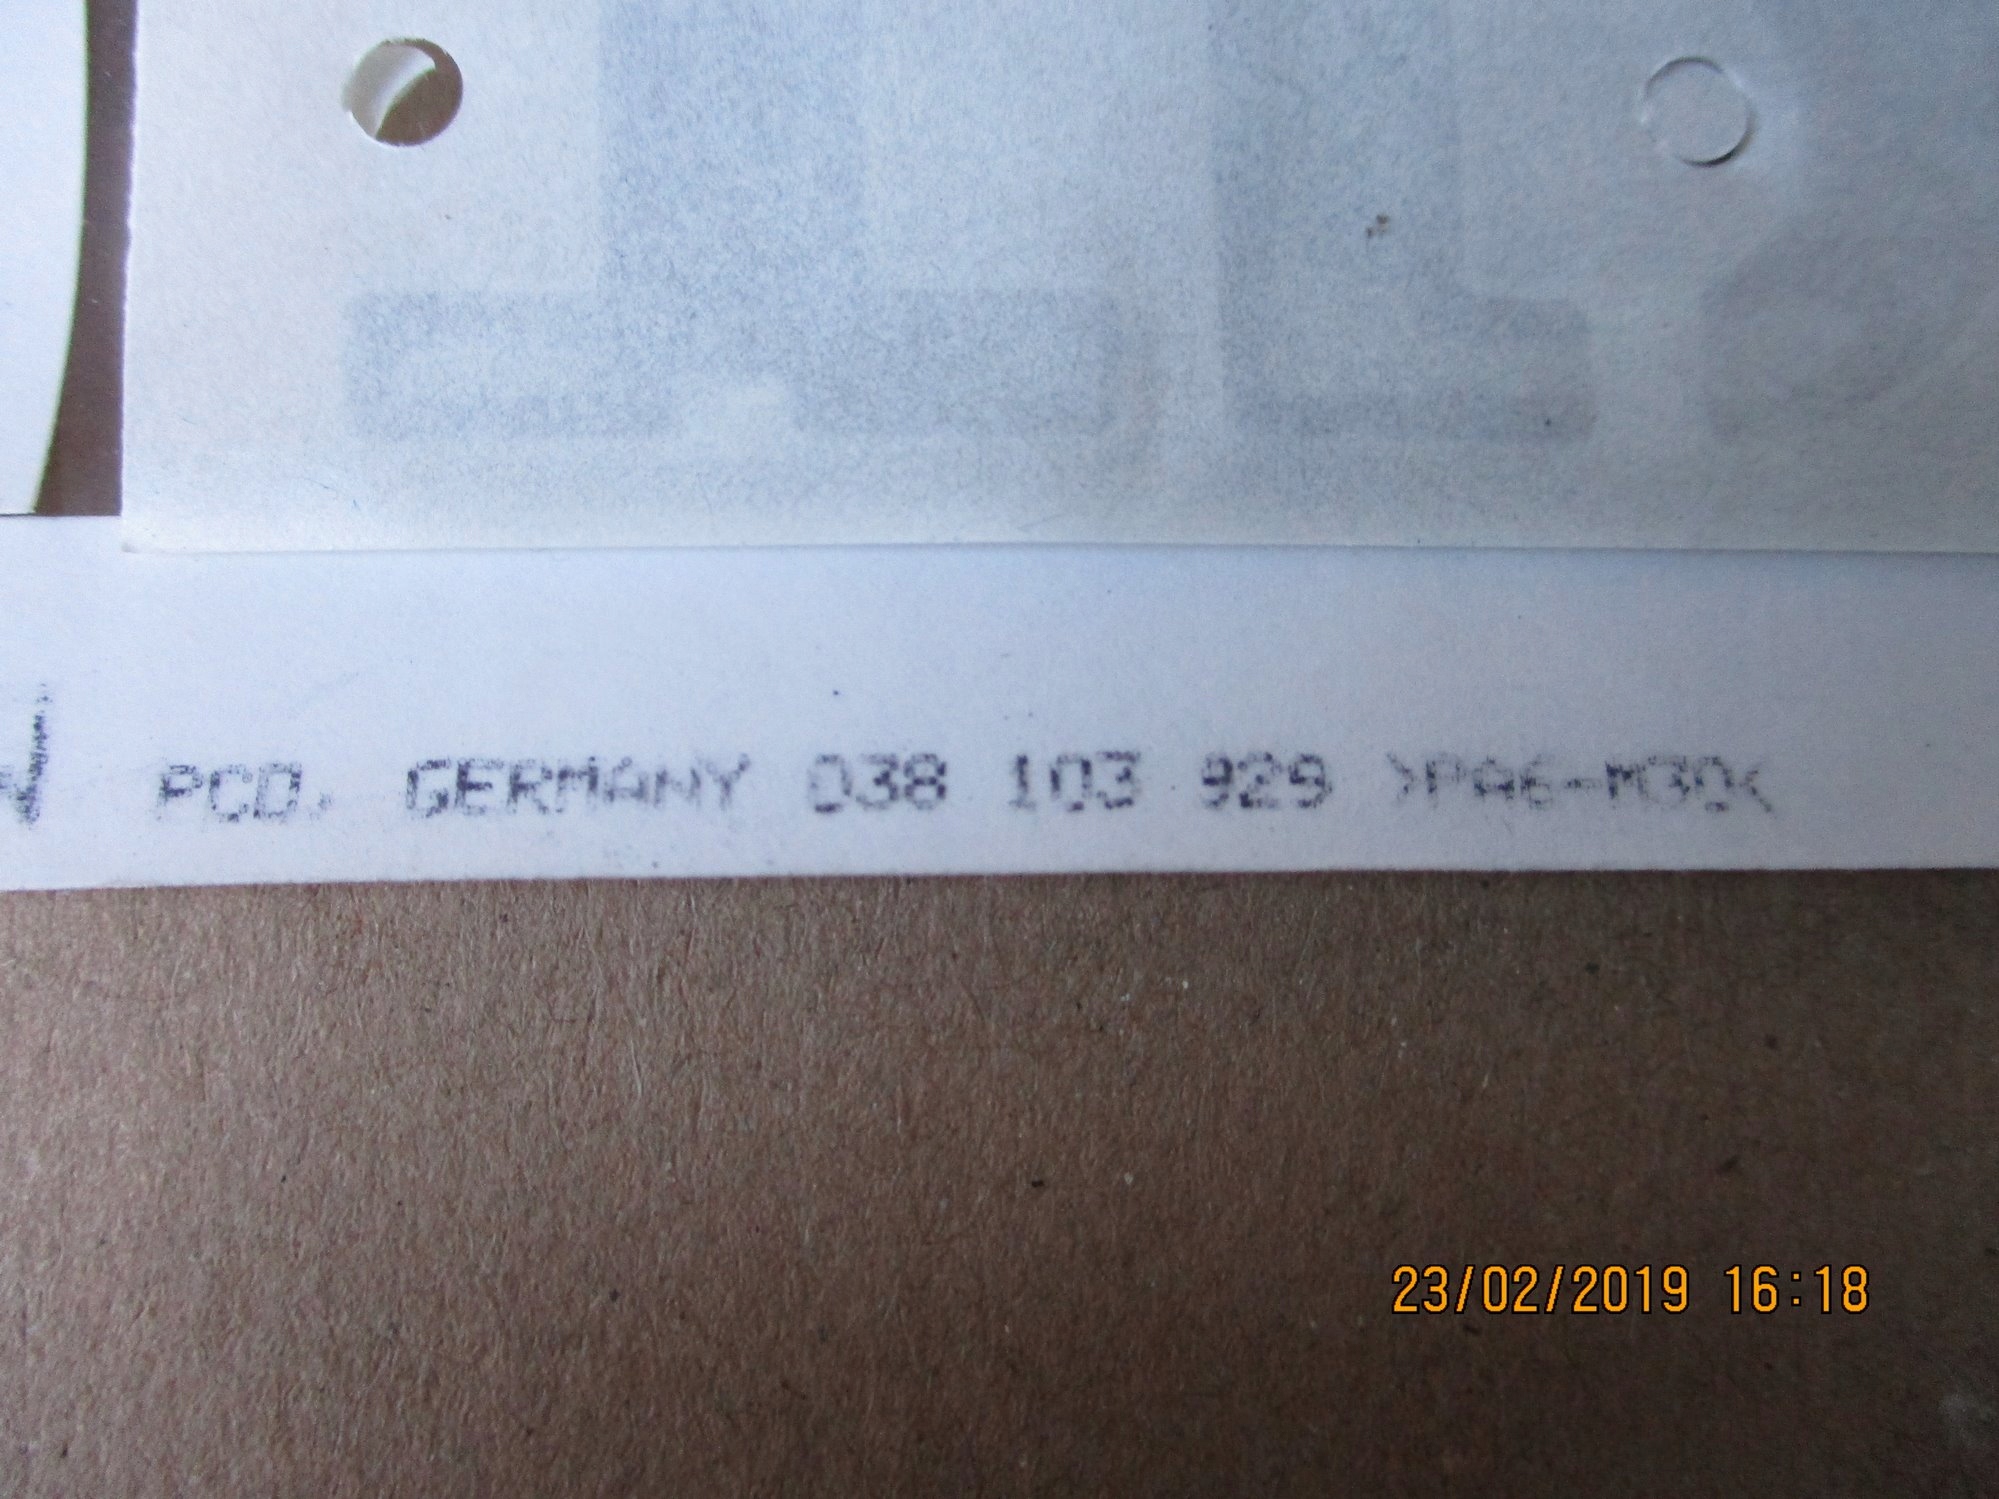 PCD. GERMANY 038 103 929 >PA6-M30<
23/02/2019 16:18